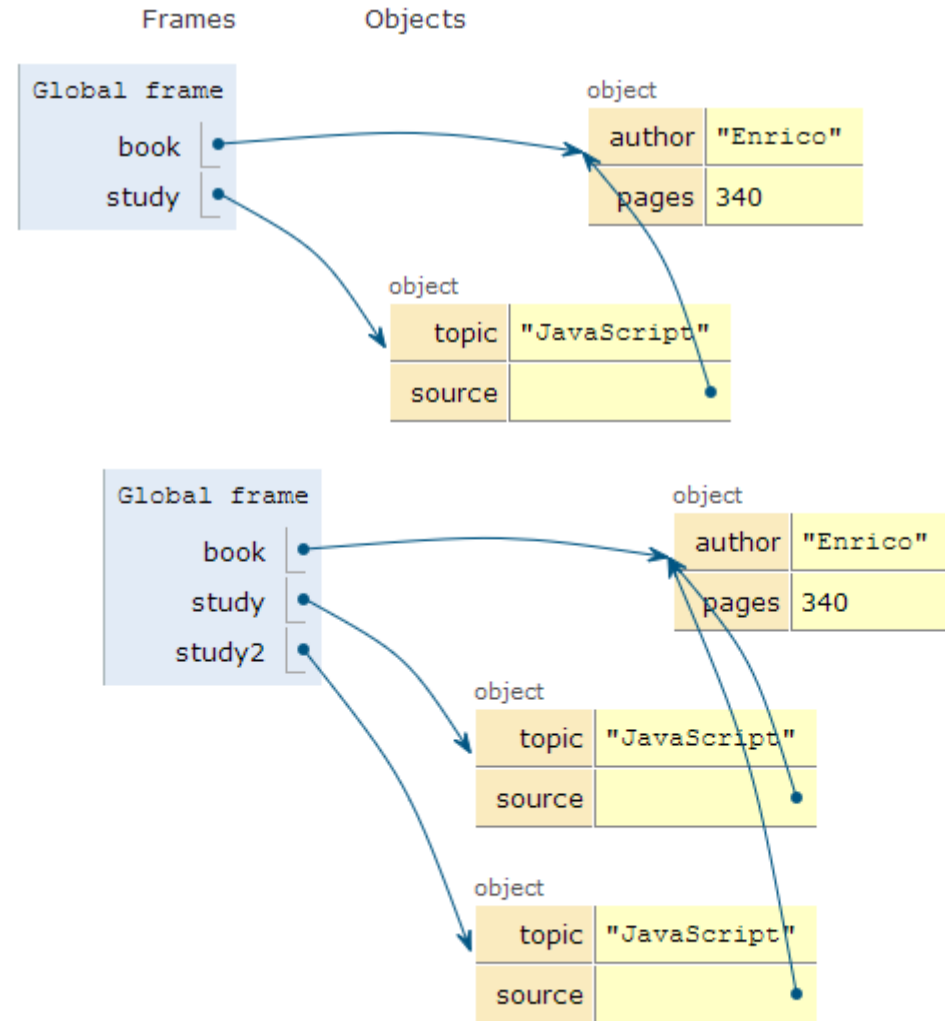 Frames Objects
Global frame
book
study
object
author "Enrico"
pages 340
object
topic "JavaScript"
source
Global frame
book
study
study2
object
author "Enrico"
pages 340
object
topic "JavaScript"
source
object
topic "JavaScript"
source